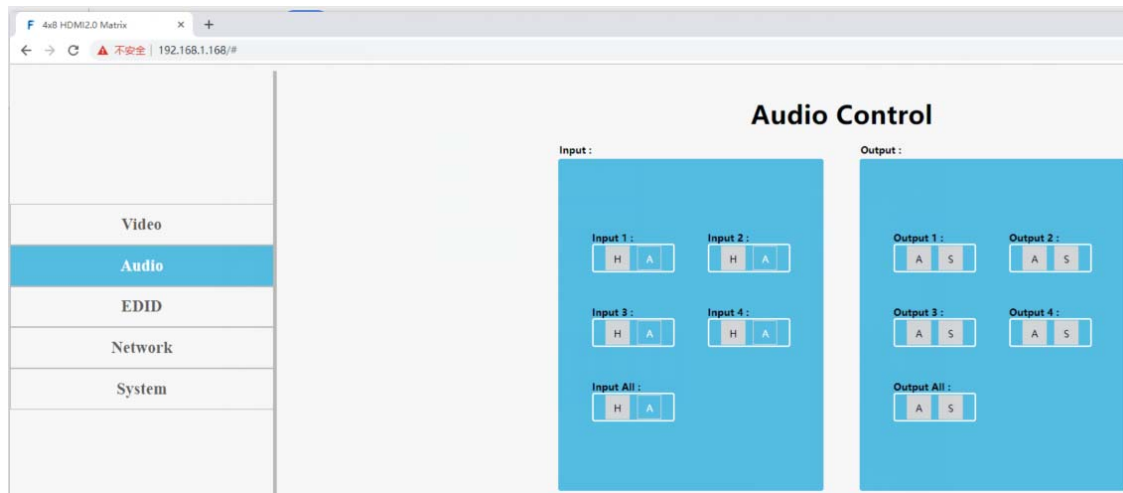 4x8 HDMI2.0 Matrix
不安全 | 192.168.1.168/#
Audio Control
Input :
Output :
Video
Audio
EDID
Network
System
Input 1 :
Input 2 :
H A
H A
Input 3 :
Input 4 :
H A
H A
Input All :
H A
Output 1 :
Output 2 :
A S
A S
Output 3 :
Output 4 :
A S
A S
Output All :
A S